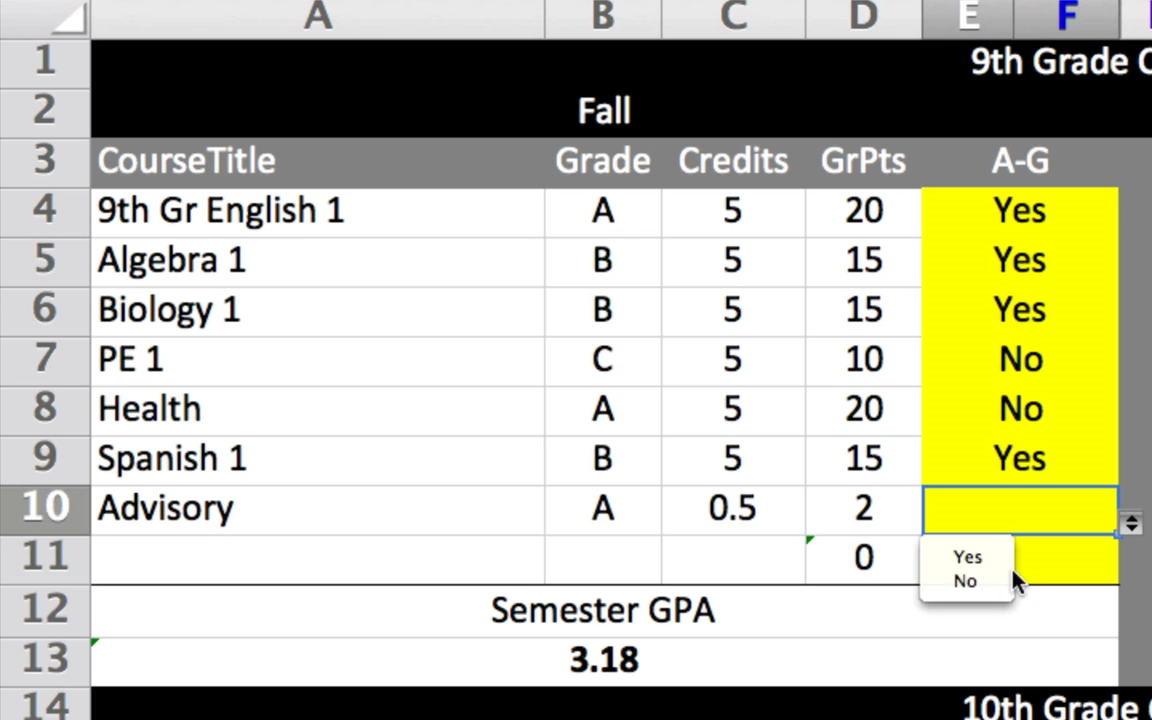 A B C D E F
1 9th Grade C
2 Fall
3 CourseTitle Grade Credits GrPts A-G
4 9th Gr English 1 A 5 20 Yes
5 Algebra 1 B 5 15 Yes
6 Biology 1 B 5 15 Yes
7 PE 1 C 5 10 No
8 Health A 5 20 No
9 Spanish 1 B 5 15 Yes
10 Advisory A 0.5 2
11 0
Yes
No
12 Semester GPA
13 3.18
14 10th Grade